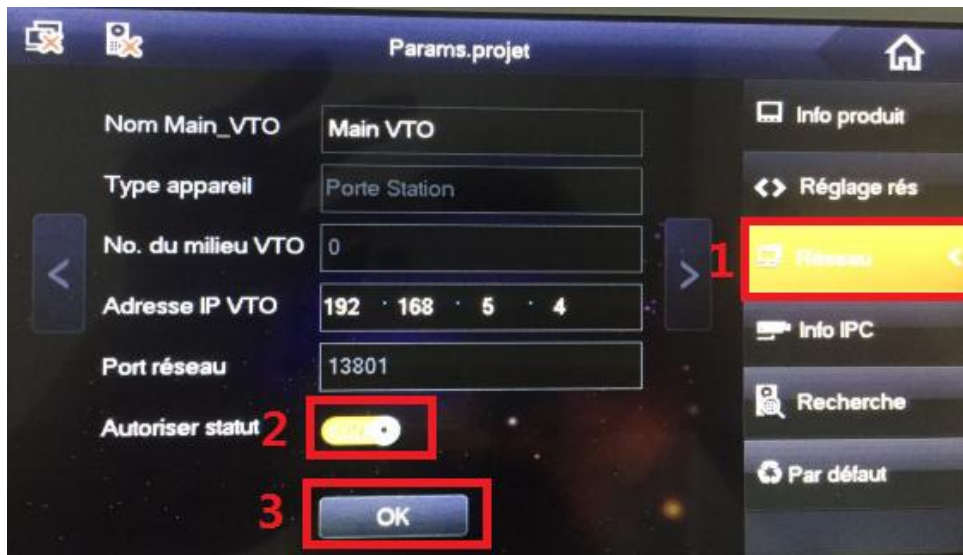 Params.projet
Nom Main_VTO
Main VTO
Type appareil
Porte Station
No. du milieu VTO
0
Adresse IP VTO
192 . 168 . 5 . 4
Port réseau
13801
Autoriser statut
2
ON
3
OK
Info produit
Réglage rés
1
Réseau
Info IPC
Recherche
Par défaut